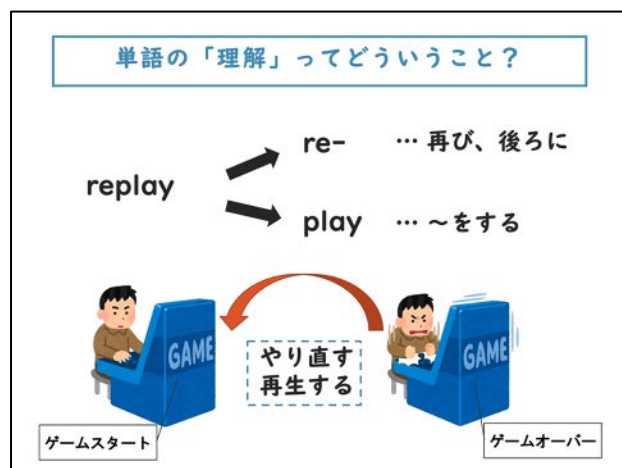 単語の「理解」ってどういうこと？
re- … 再び、後ろに
replay
play … ～をする
GAME
GAME
やり直す
再生する
ゲームスタート
ゲームオーバー